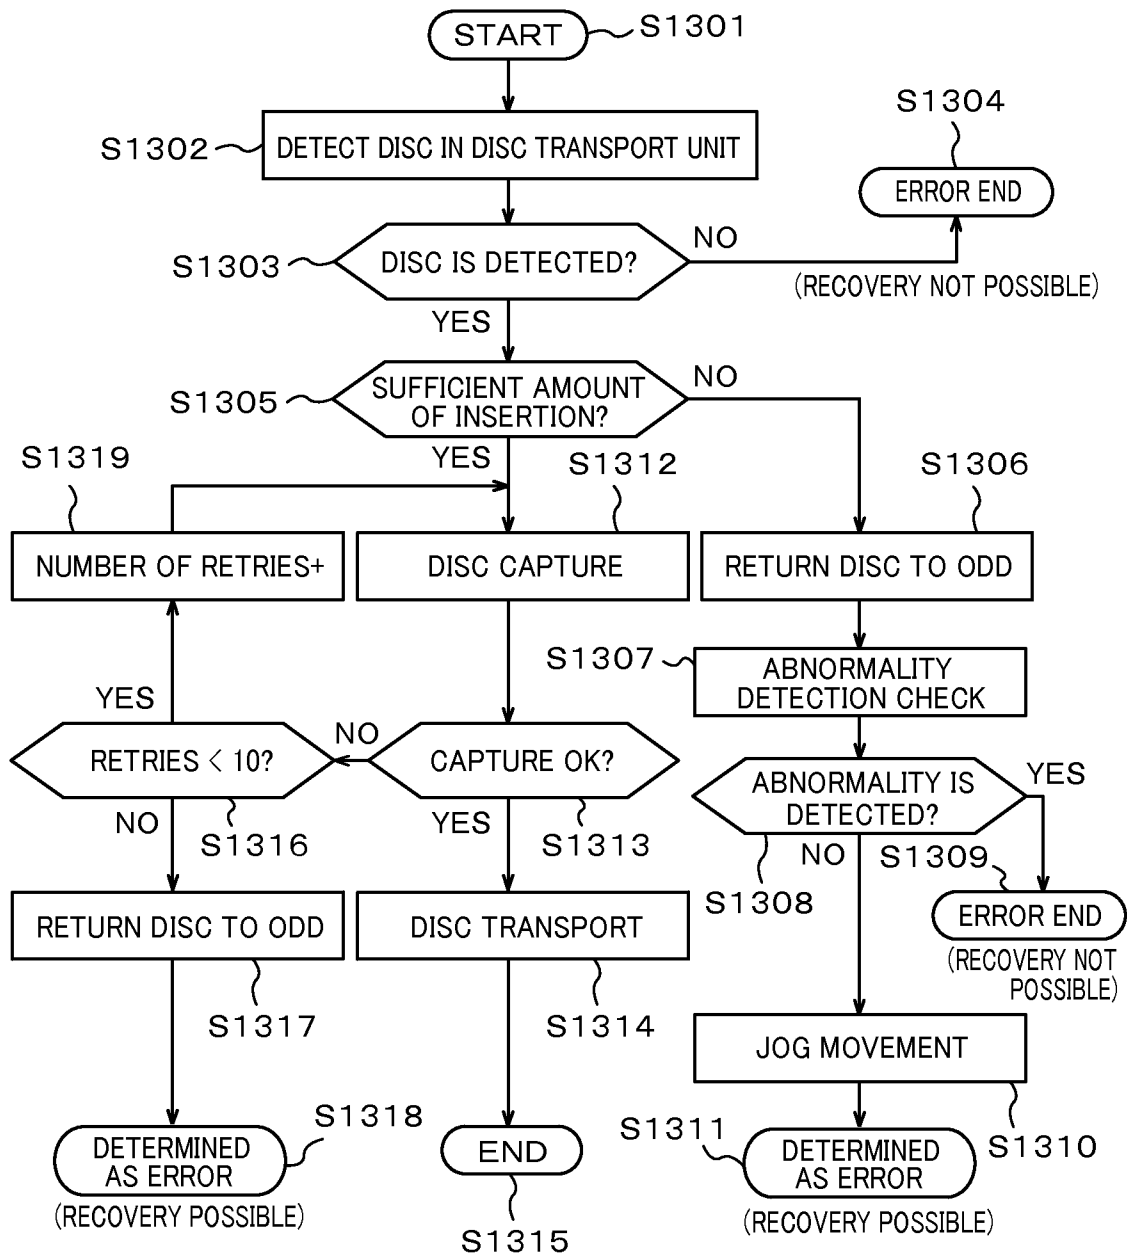 START
S1301
S1304
S1302
DETECT DISC IN DISC TRANSPORT UNIT
ERROR END
S1303
DISC IS DETECTED?
NO
(RECOVERY NOT POSSIBLE)
YES
S1305
SUFFICIENT AMOUNT
OF INSERTION?
NO
YES
S1319
S1312
S1306
NUMBER OF RETRIES+
DISC CAPTURE
RETURN DISC TO ODD
S1307
ABNORMALITY
DETECTION CHECK
YES
RETRIES < 10?
NO
CAPTURE OK?
ABNORMALITY IS
DETECTED?
YES
NO
S1316
YES
S1313
NO
S1309
S1308
RETURN DISC TO ODD
DISC TRANSPORT
ERROR END
(RECOVERY NOT
POSSIBLE)
S1317
S1314
JOG MOVEMENT
S1318
S1311
S1310
DETERMINED
AS ERROR
(RECOVERY POSSIBLE)
END
S1315
DETERMINED
AS ERROR
(RECOVERY POSSIBLE)